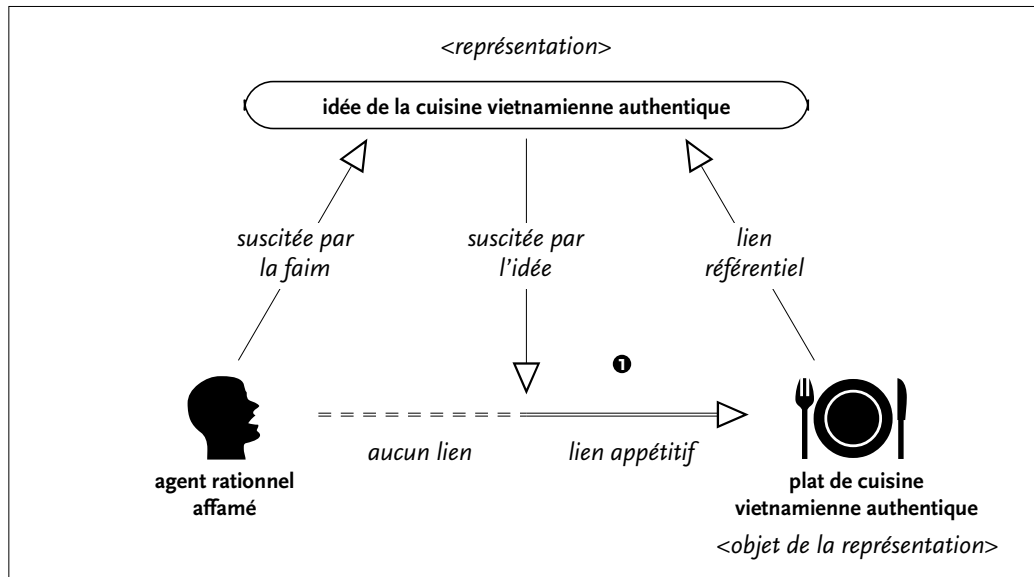 <représentation>
idée de la cuisine vietnamienne authentique
suscitée par
la faim
suscitée par
l'idée
lien
référentiel
❶
aucun lien
lien appétitif
agent rationnel
affamé
plat de cuisine
vietnamienne authentique
<objet de la représentation>